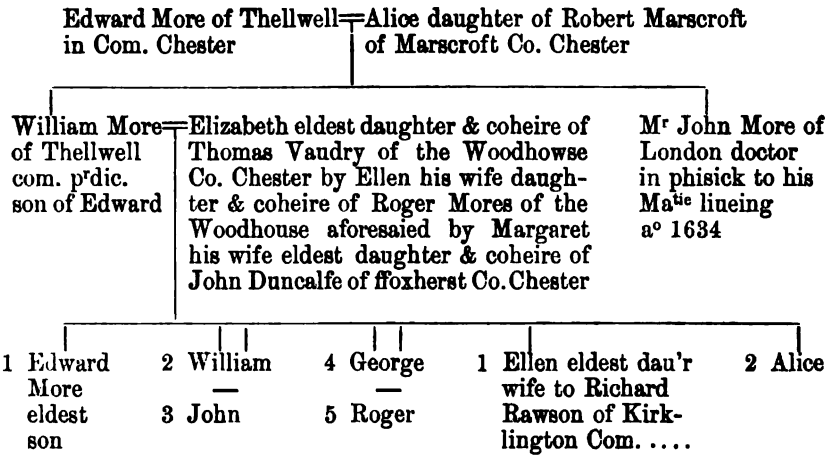 Edward More of Thellwell=Alice daughter of Robert Marscroft
in Com. Chester
of Marscroft Co. Chester
William More=Elizabeth eldest daughter & coheire of
of Thellwell
com. pʳdic.
son of Edward
Thomas Vaudry of the Woodhowse
Co. Chester by Ellen his wife daugh-
ter & coheire of Roger Mores of the
Woodhouse aforesaied by Margaret
his wife eldest daughter & coheire of
John Duncalfe of ffoxherst Co. Chester
Mʳ John More of
London doctor
in phisick to his
Maᵗⁱᵉ liueing
aº 1634
1 Edward
More
eldest
son
2 William
—
3 John
4 George
—
5 Roger
1 Ellen eldest dau'r
wife to Richard
Rawson of Kirk-
lington Com. . . . .
2 Alice